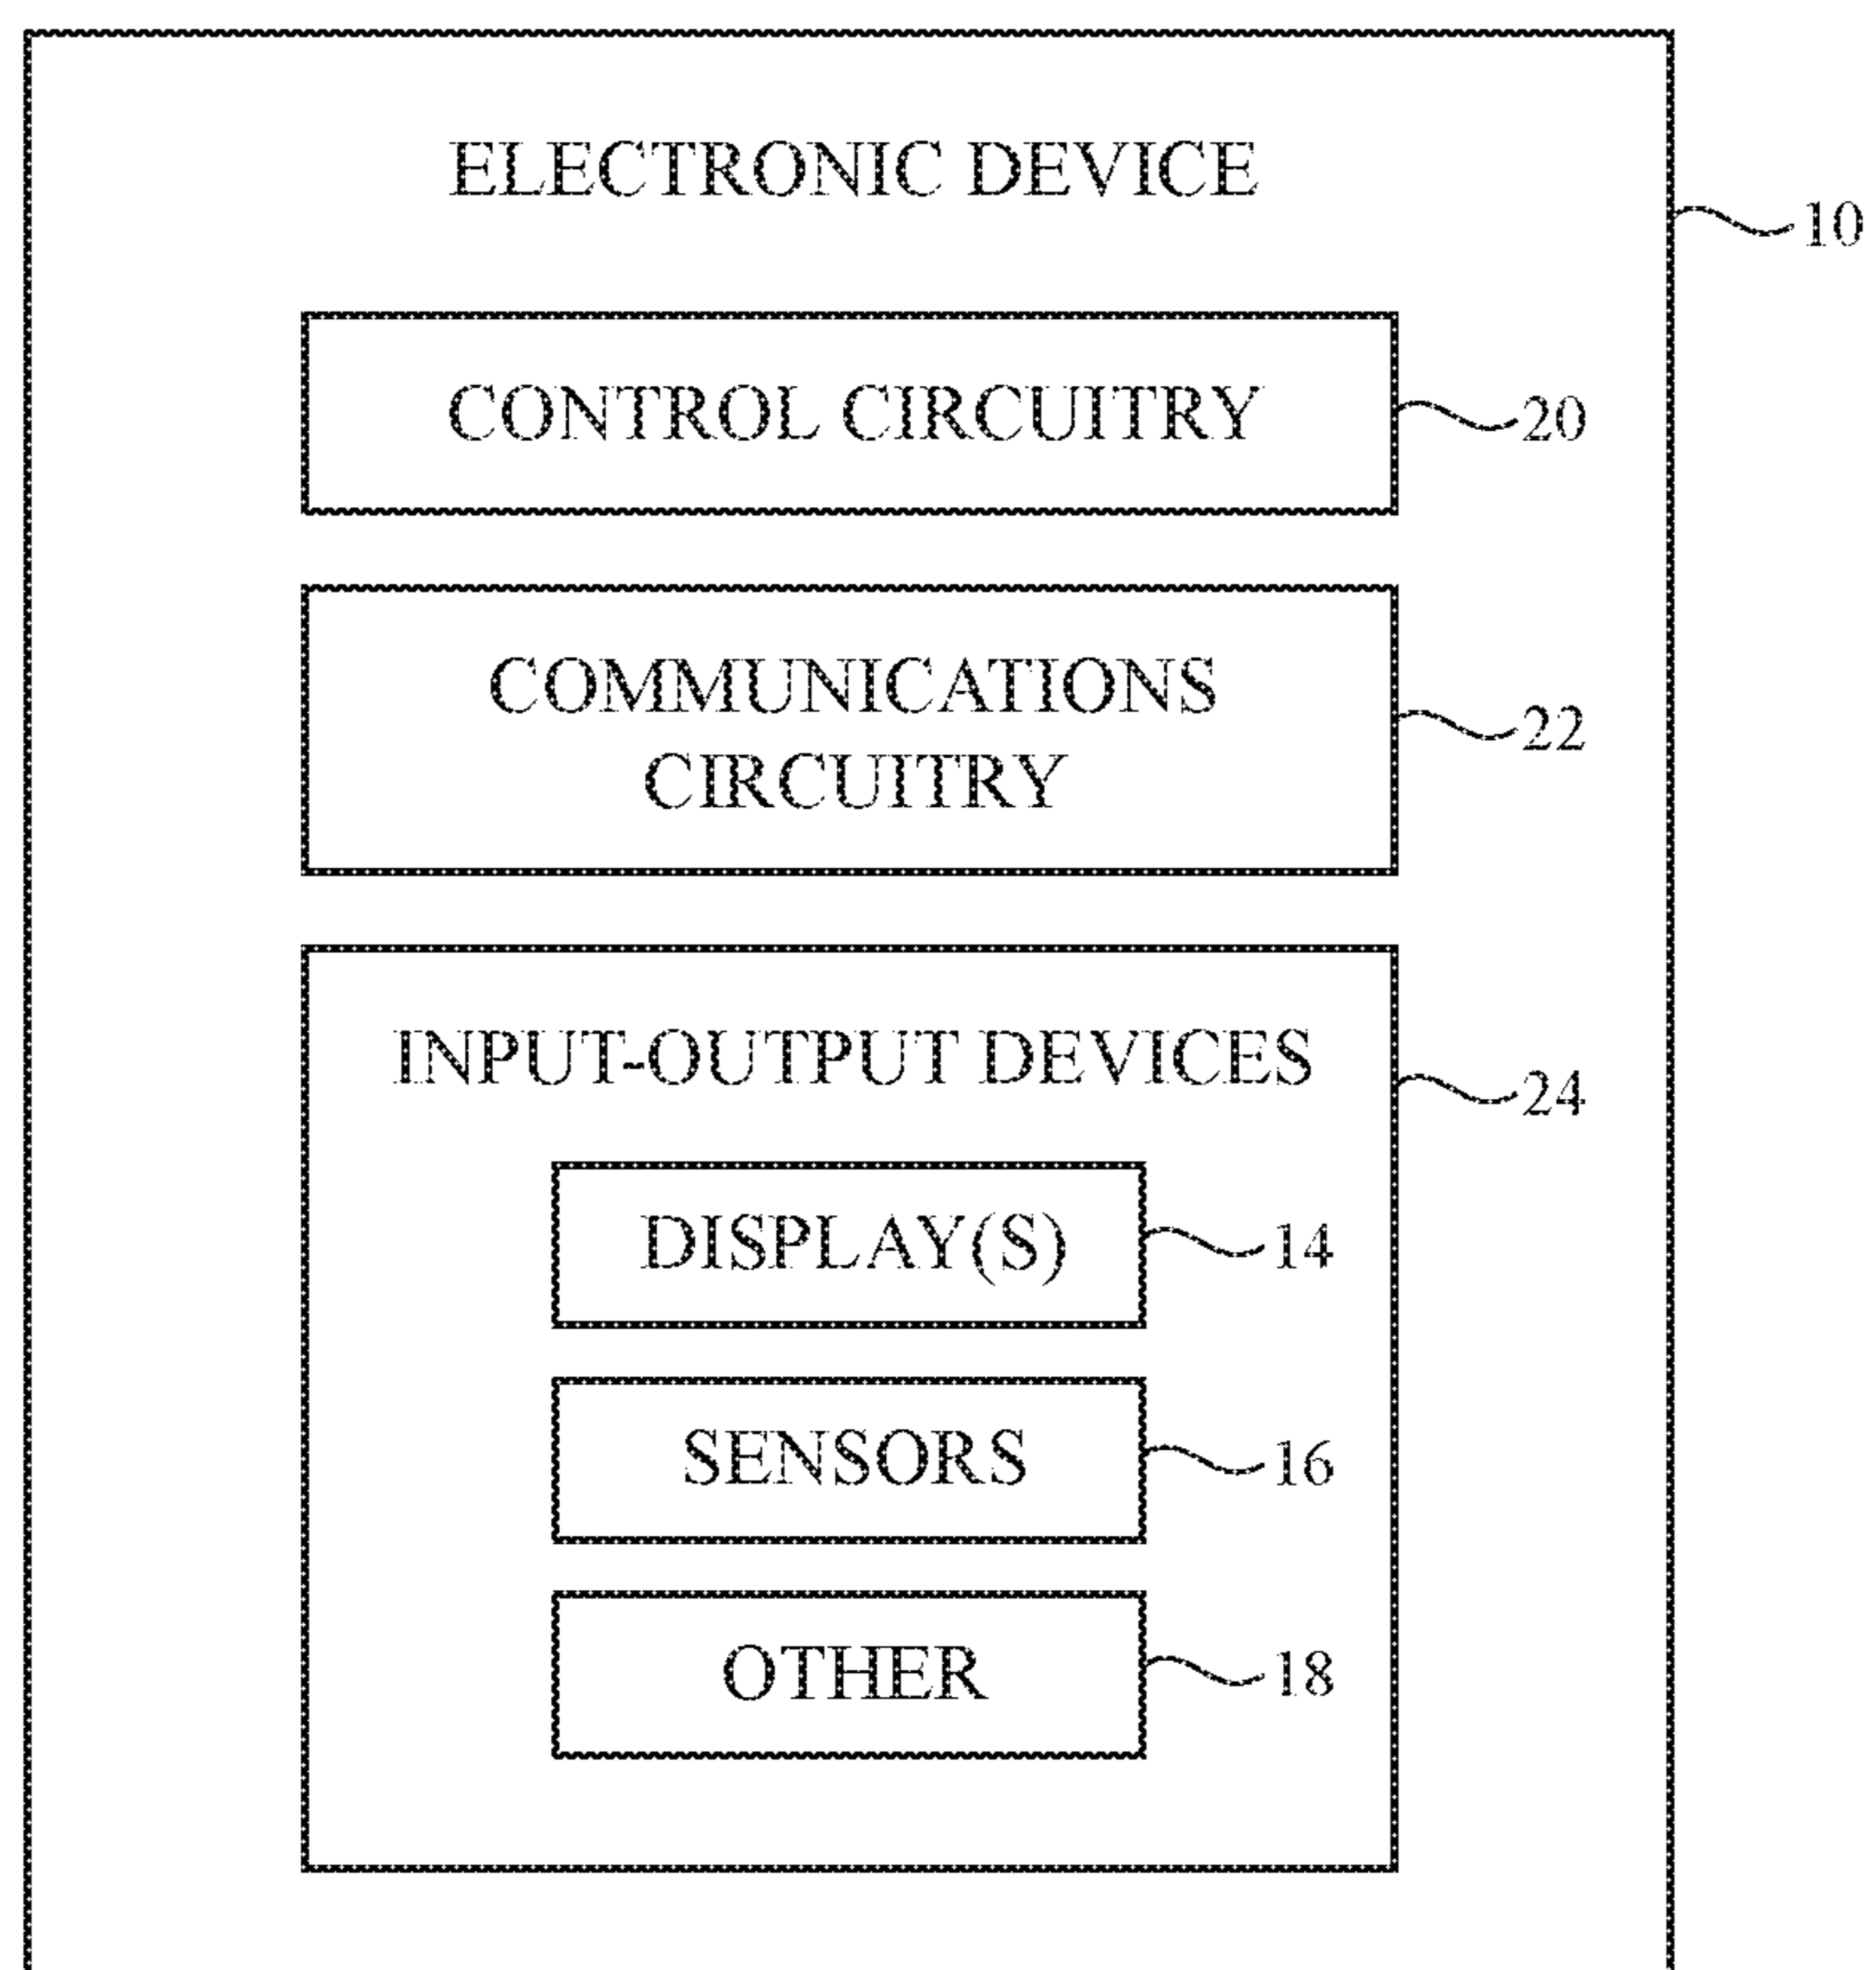 ELECTRONIC DEVICE
10
CONTROL CIRCUITRY
20
COMMUNICATIONS
CIRCUITRY
22
INPUT-OUTPUT DEVICES
24
DISPLAY(S)
14
SENSORS
16
OTHER
18